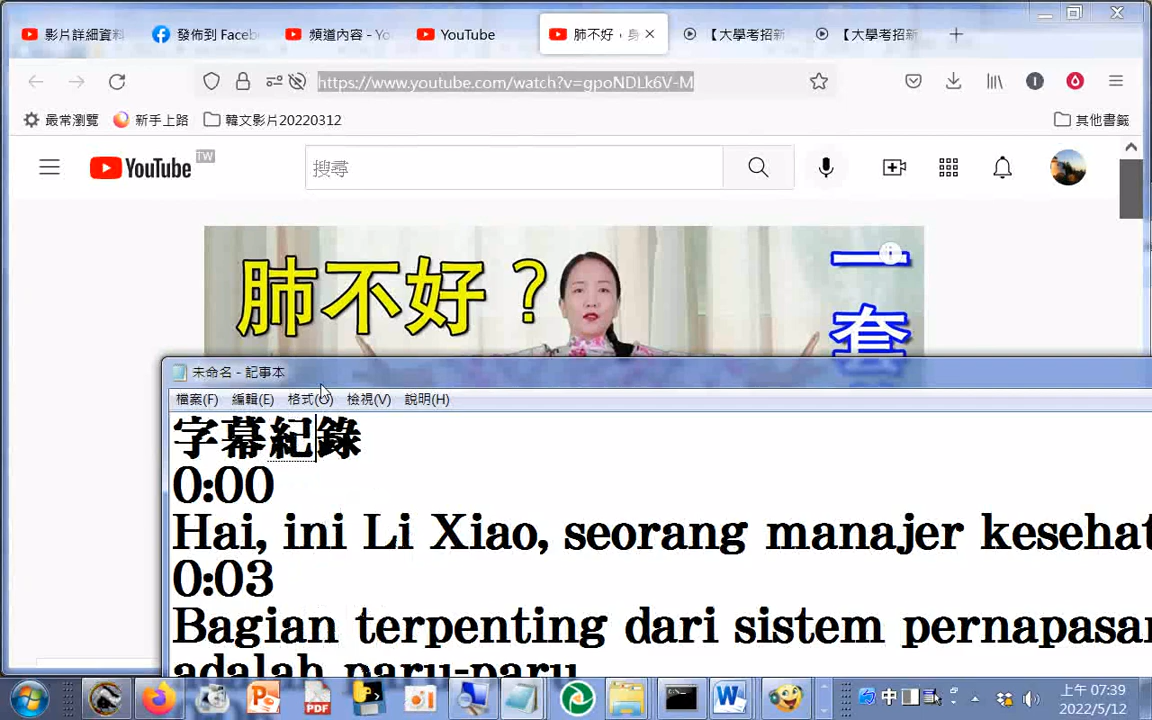 影片詳細資料
發佈到 Faceb
頻道內容 - Yo
YouTube
肺不好，身
【大學考招新
【大學考招新
https://www.youtube.com/watch?v=gpoNDLk6V-M
最常瀏覽
新手上路
韓文影片20220312
其他書籤
YouTube TW
搜尋
肺不好？
一套
未命名 - 記事本
檔案(F) 編輯(E) 格式(O) 檢視(V) 說明(H)
字幕紀錄
0:00
Hai, ini Li Xiao, seorang manajer kesehat
0:03
Bagian terpenting dari sistem pernapasan
adalah paru-paru
中
上午 07:39
2022/5/12